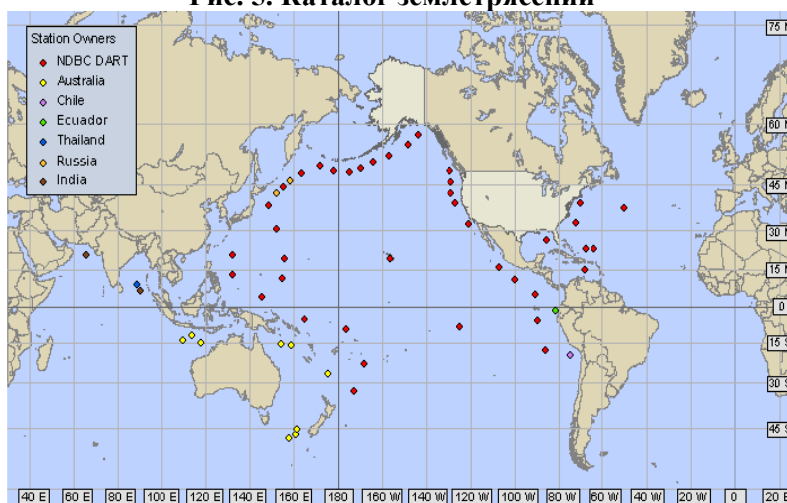 Рис. 3. Каталог землетрясений
Station Owners
NDBC DART
Australia
Chile
Ecuador
Thailand
Russia
India
75 N
60 N
45 N
30 N
15 N
0
15 S
30 S
45 S
40 E 60 E 80 E 100 E 120 E 140 E 160 E 160 W 140 W 120 W 100 W 80 W 60 W 40 W 20 W 0 20 E